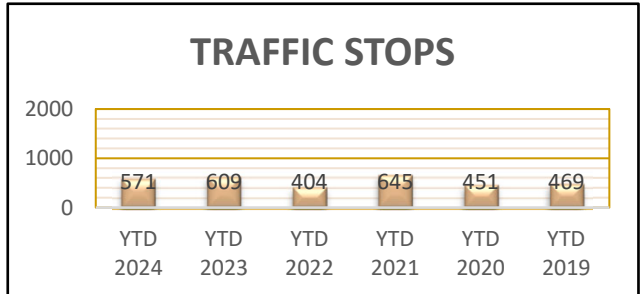 TRAFFIC STOPS
2000
1000
0
571 609 404 645 451 469
YTD YTD YTD YTD YTD YTD
2024 2023 2022 2021 2020 2019